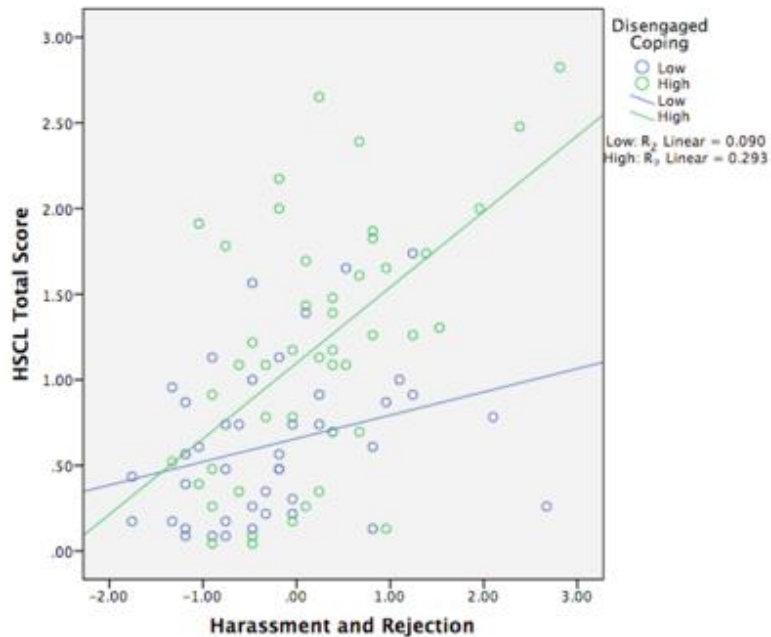 3.00
2.50
2.00
1.50
1.00
.50
.00
HSCL Total Score
-2.00 -1.00 .00 1.00 2.00 3.00
Harassment and Rejection
Disengaged
Coping
Low
High
Low
High
Low: R2 Linear = 0.090
High: R2 Linear = 0.293